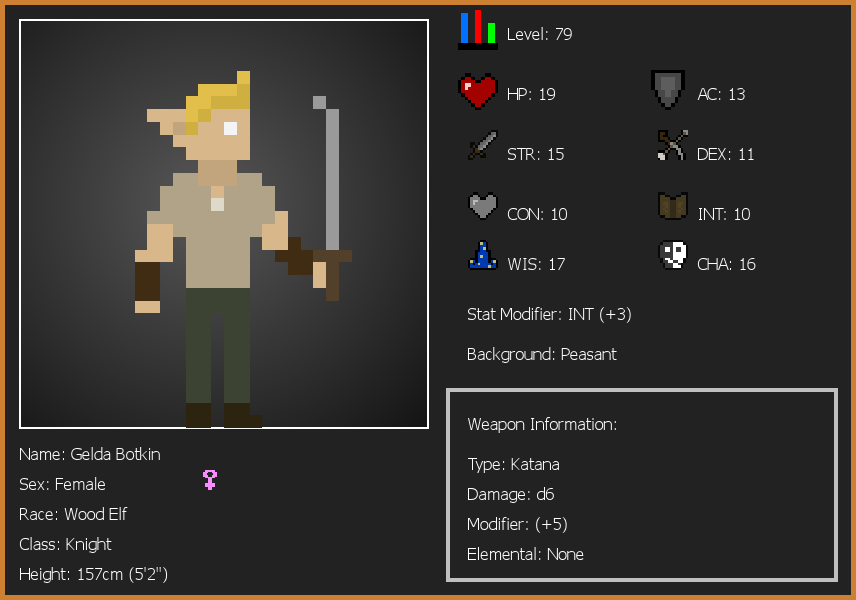 Level: 79
HP: 19
AC: 13
STR: 15
DEX: 11
CON: 10
INT: 10
WIS: 17
CHA: 16
Stat Modifier: INT (+3)
Background: Peasant
Weapon Information:
Type: Katana
Damage: d6
Modifier: (+5)
Elemental: None
Name: Gelda Botkin
Sex: Female
Race: Wood Elf
Class: Knight
Height: 157cm (5'2")